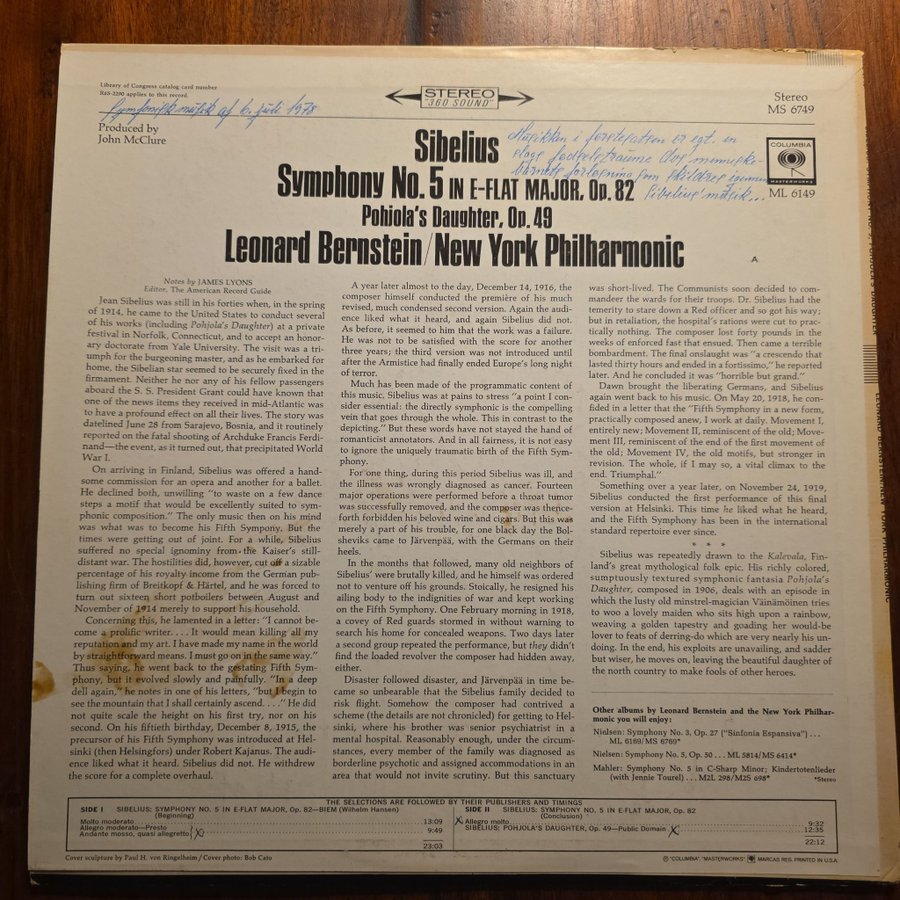 Library of Congress catalog card number
R65-2290 applies to this record.
Symfonisk musik af 6. juli 1978
Produced by
John McClure
STEREO
"360 SOUND"
Stereo
MS 6749
COLUMBIA
MASTERWORKS
ML 6149
Musikken i
er egt. en
slags
menneske-
som skildres igennem
Sibelius' musik...
Sibelius
Symphony No. 5 IN E-FLAT MAJOR, Op. 82
Pohjola's Daughter, Op. 49
Leonard Bernstein/New York Philharmonic
A
Notes by JAMES LYONS
Editor, The American Record Guide
Jean Sibelius was still in his forties when, in the spring
of 1914, he came to the United States to conduct several
of his works (including Pohjola's Daughter) at a private
festival in Norfolk, Connecticut, and to accept an honor-
ary doctorate from Yale University. The visit was a tri-
umph for the burgeoning master, and as he embarked for
home, the Sibelian star seemed to be securely fixed in the
firmament. Neither he nor any of his fellow passengers
aboard the S. S. President Grant could have known that
one of the news items they received in mid-Atlantic was
to have a profound effect on all their lives. The story was
datelined June 28 from Sarajevo, Bosnia, and it routinely
reported on the fatal shooting of Archduke Francis Ferdi-
nand—the event, as it turned out, that precipitated World
War I.
On arriving in Finland, Sibelius was offered a hand-
some commission for an opera and another for a ballet.
He declined both, unwilling "to waste on a few dance
steps a motif that would be excellently suited to sym-
phonic composition." The only music then on his mind
was what was to become his Fifth Sympony. But the
times were getting out of joint. For a while, Sibelius
suffered no special ignominy from the Kaiser's still-
distant war. The hostilities did, however, cut off a sizable
percentage of his royalty income from the German pub-
lishing firm of Breitkopf & Härtel, and he was forced to
turn out sixteen short potboilers between August and
November of 1914 merely to support his household.
Concerning this, he lamented in a letter: "I cannot be-
come a prolific writer. . . . It would mean killing all my
reputation and my art. I have made my name in the world
by straightforward means. I must go on in the same way."
Thus saying, he went back to the gestating Fifth Sym-
phony, but it evolved slowly and painfully. "In a deep
dell again," he notes in one of his letters, "but I begin to
see the mountain that I shall certainly ascend. . . ." He did
not quite scale the height on his first try, nor on his
second. On his fiftieth birthday, December 8, 1915, the
precursor of his Fifth Symphony was introduced at Hel-
sinki (then Helsingfors) under Robert Kajanus. The audi-
ence liked what it heard. Sibelius did not. He withdrew
the score for a complete overhaul.
A year later almost to the day, December 14, 1916, the
composer himself conducted the première of his much
revised, much condensed second version. Again the audi-
ence liked what it heard, and again Sibelius did not.
As before, it seemed to him that the work was a failure.
He was not to be satisfied with the score for another
three years; the third version was not introduced until
after the Armistice had finally ended Europe's long night
of terror.
Much has been made of the programmatic content of
this music. Sibelius was at pains to stress "a point I con-
sider essential: the directly symphonic is the compelling
vein that goes through the whole. This in contrast to the
depicting." But these words have not stayed the hand of
romanticist annotators. And in all fairness, it is not easy
to ignore the uniquely traumatic birth of the Fifth Sym-
phony.
For one thing, during this period Sibelius was ill, and
the illness was wrongly diagnosed as cancer. Fourteen
major operations were performed before a throat tumor
was successfully removed, and the composer was thence-
forth forbidden his beloved wine and cigars. But this was
merely a part of his trouble, for one black day the Bol-
sheviks came to Järvenpää, with the Germans on their
heels.
In the months that followed, many old neighbors of
Sibelius' were brutally killed, and he himself was ordered
not to venture off his grounds. Stoically, he resigned his
ailing body to the indignities of war and kept working
on the Fifth Symphony. One February morning in 1918,
a covey of Red guards stormed in without warning to
search his home for concealed weapons. Two days later
a second group repeated the performance, but they didn't
find the loaded revolver the composer had hidden away,
either.
Disaster followed disaster, and Järvenpää in time be-
came so unbearable that the Sibelius family decided to
risk flight. Somehow the composer had contrived a
scheme (the details are not chronicled) for getting to Hel-
sinki, where his brother was senior psychiatrist in a
mental hospital. Reasonably enough, under the circum-
stances, every member of the family was diagnosed as
borderline psychotic and assigned accommodations in an
area that would not invite scrutiny. But this sanctuary
was short-lived. The Communists soon decided to com-
mandeer the wards for their troops. Dr. Sibelius had the
temerity to stare down a Red officer and so got his way;
but in retaliation, the hospital's rations were cut to prac-
tically nothing. The composer lost forty pounds in the
weeks of enforced fast that ensued. Then came a terrible
bombardment. The final onslaught was "a crescendo that
lasted thirty hours and ended in a fortissimo," he reported
later. And he concluded it was "horrible but grand."
Dawn brought the liberating Germans, and Sibelius
again went back to his music. On May 20, 1918, he con-
fided in a letter that the "Fifth Symphony in a new form,
practically composed anew, I work at daily. Movement I,
entirely new; Movement II, reminiscent of the old; Move-
ment III, reminiscent of the end of the first movement of
the old; Movement IV, the old motifs, but stronger in
revision. The whole, if I may so, a vital climax to the
end. Triumphal."
Something over a year later, on November 24, 1919,
Sibelius conducted the first performance of this final
version at Helsinki. This time he liked what he heard,
and the Fifth Symphony has been in the international
standard repertoire ever since.
* * *
Sibelius was repeatedly drawn to the Kalevala, Fin-
land's great mythological folk epic. His richly colored,
sumptuously textured symphonic fantasia Pohjola's
Daughter, composed in 1906, deals with an episode in
which the lusty old minstrel-magician Väinämöinen tries
to woo a lovely maiden who sits high upon a rainbow,
weaving a golden tapestry and goading her would-be
lover to feats of derring-do which are very nearly his un-
doing. In the end, his exploits are unavailing, and sadder
but wiser, he moves on, leaving the beautiful daughter of
the north country to make fools of other heroes.
Other albums by Leonard Bernstein and the New York Philhar-
monic you will enjoy:
Nielsen: Symphony No. 3, Op. 27 ("Sinfonia Espansiva") . . .
ML 6169/MS 6769*
Nielsen: Symphony No. 5, Op. 50 . . . ML 5814/MS 6414*
Mahler: Symphony No. 5 in C-Sharp Minor; Kindertotenlieder
(with Jennie Tourel) . . . M2L 298/M2S 698*
*Stereo
THE SELECTIONS ARE FOLLOWED BY THEIR PUBLISHERS AND TIMINGS
SIDE I SIBELIUS: SYMPHONY NO. 5 IN E-FLAT MAJOR, Op. 82—BIEM (Wilhelm Hansen)
(Beginning)
Molto moderato 13:09
Allegro moderato—Presto
Andante mosso, quasi allegretto 9:49
23:03
SIDE II SIBELIUS: SYMPHONY NO. 5 IN E-FLAT MAJOR, Op. 82
(Conclusion)
Allegro molto 9:32
SIBELIUS: POHJOLA'S DAUGHTER, Op. 49—Public Domain 12:35
22:12
Cover sculpture by Paul H. von Ringelheim / Cover photo: Bob Cato
℗ "COLUMBIA", "MASTERWORKS", MARCAS REG. PRINTED IN U.S.A.